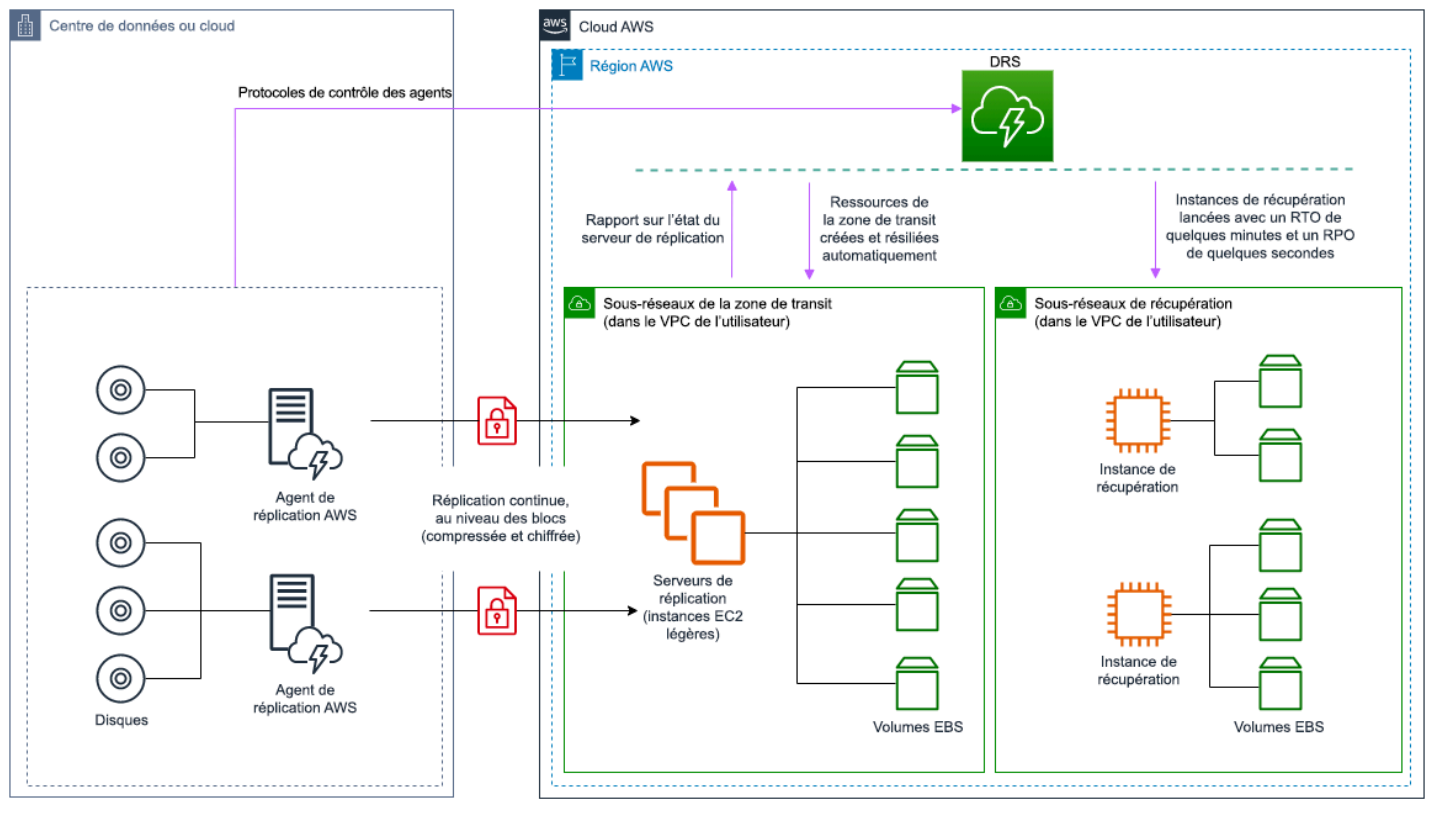 Centre de données ou cloud
aws
Cloud AWS
Région AWS
DRS
Protocoles de contrôle des agents
Rapport sur l’état du
serveur de réplication
Ressources de
la zone de transit
créées et résiliées
automatiquement
Instances de récupération
lancées avec un RTO de
quelques minutes et un RPO
de quelques secondes
Sous-réseaux de la zone de transit
(dans le VPC de l’utilisateur)
Sous-réseaux de récupération
(dans le VPC de l’utilisateur)
Agent de
réplication AWS
Réplication continue,
au niveau des blocs
(compressée et chiffrée)
Instance de
récupération
Serveurs de
réplication
(instances EC2
légères)
Agent de
réplication AWS
Instance de
récupération
Disques
Volumes EBS
Volumes EBS